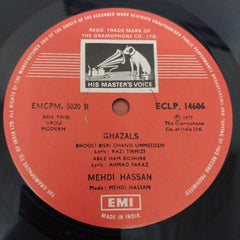 REGD. TRADE MARK OF
THE GRAMOPHONE CO. LTD.
HIS MASTER'S VOICE
EMCPM. 5020 B
ECLP. 14606
SIDE TWO
URDU
MODERN
℗ 1977
The Gramophone
Co. of India Ltd.
GHAZALS
BHOOLI BISRI CHAND UMMEEDEN
Lyric: RAZI TIRMIZI
ABKE HAM BICHHRE
Lyric: AHMAD FARAZ
MEHDI HASSAN
Music: MEHDI HASSAN
EMI
MADE IN INDIA